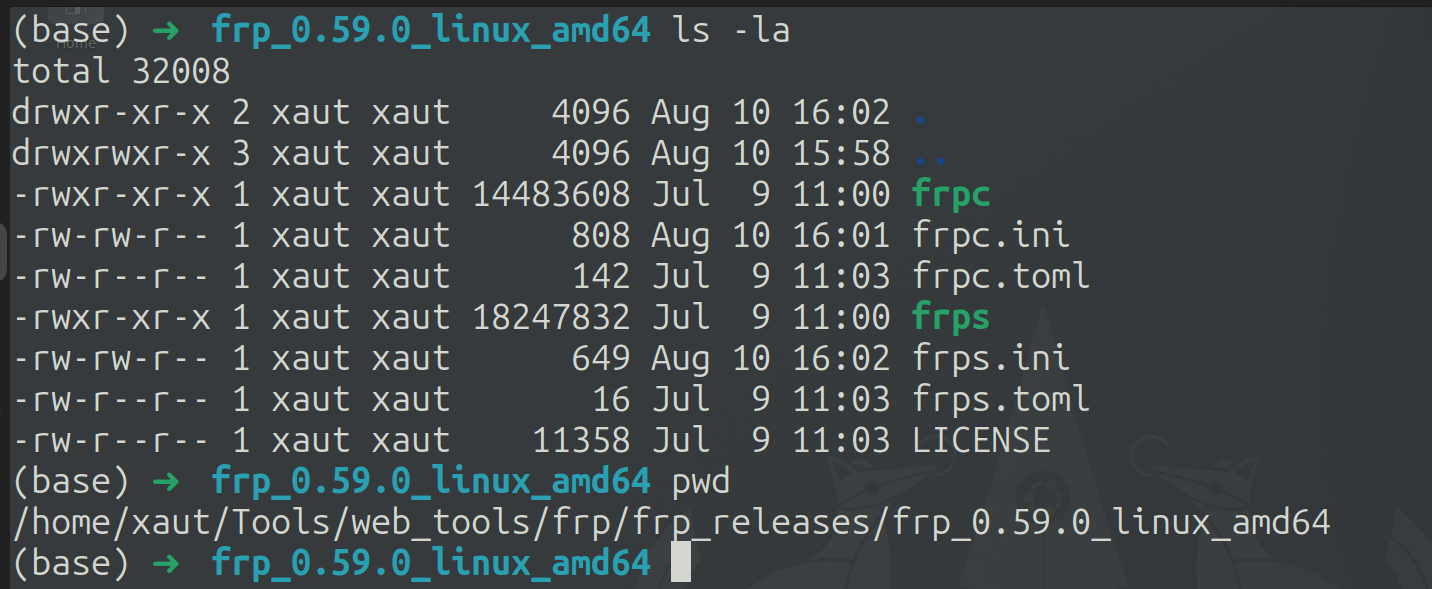 (base) ➜ frp_0.59.0_linux_amd64 ls -la
Home
total 32008
drwxr-xr-x 2 xaut xaut     4096 Aug 10 16:02 .
drwxrwxr-x 3 xaut xaut     4096 Aug 10 15:58 ..
-rwxr-xr-x 1 xaut xaut 14483608 Jul  9 11:00 frpc
-rw-rw-r-- 1 xaut xaut      808 Aug 10 16:01 frpc.ini
-rw-r--r-- 1 xaut xaut      142 Jul  9 11:03 frpc.toml
-rwxr-xr-x 1 xaut xaut 18247832 Jul  9 11:00 frps
-rw-rw-r-- 1 xaut xaut      649 Aug 10 16:02 frps.ini
-rw-r--r-- 1 xaut xaut       16 Jul  9 11:03 frps.toml
-rw-r--r-- 1 xaut xaut    11358 Jul  9 11:03 LICENSE
(base) ➜ frp_0.59.0_linux_amd64 pwd
/home/xaut/Tools/web_tools/frp/frp_releases/frp_0.59.0_linux_amd64
(base) ➜ frp_0.59.0_linux_amd64